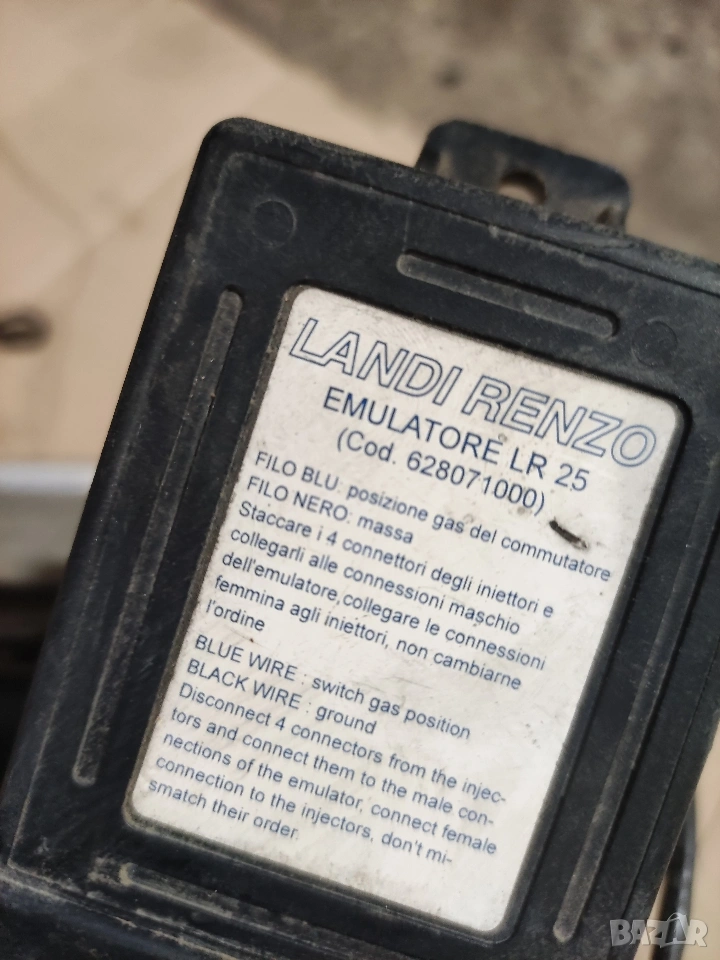 LANDI RENZO
EMULATORE LR 25
(Cod. 628071000)
FILO BLU: posizione gas del commutatore
FILO NERO: massa
Staccare i 4 connettori degli iniettori e
collegarli alle connessioni maschio
dell'emulatore,collegare le connessioni
femmina agli iniettori, non cambiarne
l'ordine
BLUE WIRE : switch gas position
BLACK WIRE : ground
Disconnect 4 connectors from the injec-
tors and connect them to the male con-
nections of the emulator, connect female
connection to the injectors, don't mi-
smatch their order.
BAZAR